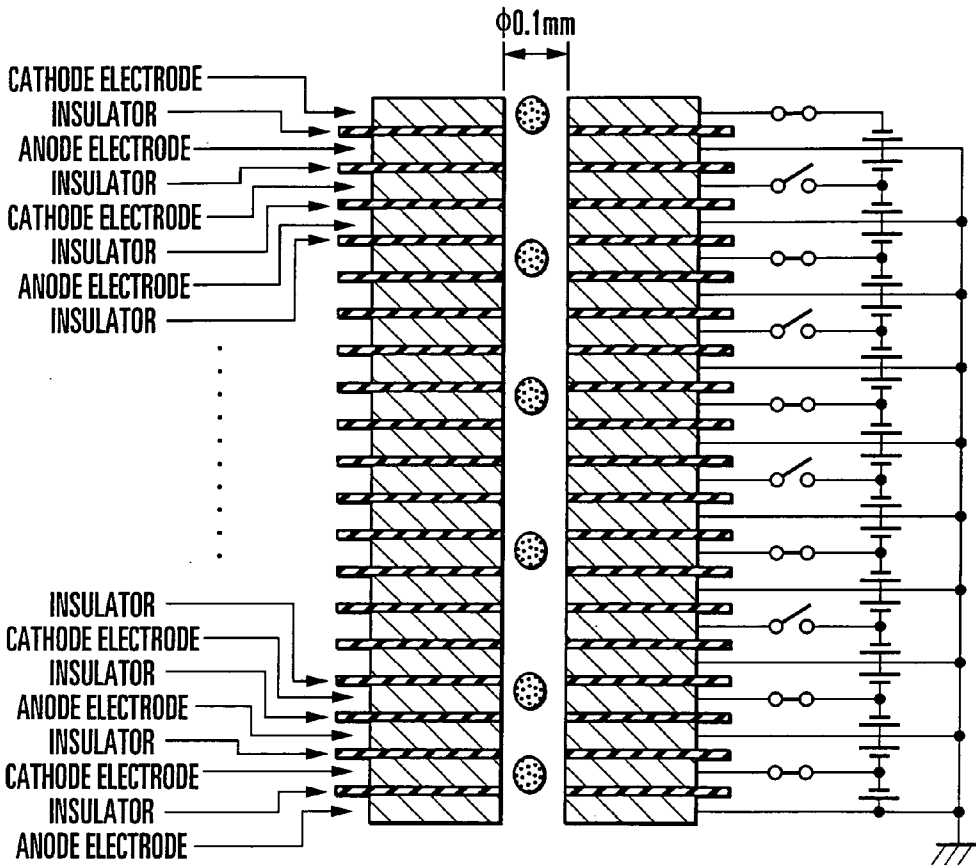 ϕ0.1mm
CATHODE ELECTRODE
INSULATOR
ANODE ELECTRODE
INSULATOR
CATHODE ELECTRODE
INSULATOR
ANODE ELECTRODE
INSULATOR
INSULATOR
CATHODE ELECTRODE
INSULATOR
ANODE ELECTRODE
INSULATOR
CATHODE ELECTRODE
INSULATOR
ANODE ELECTRODE